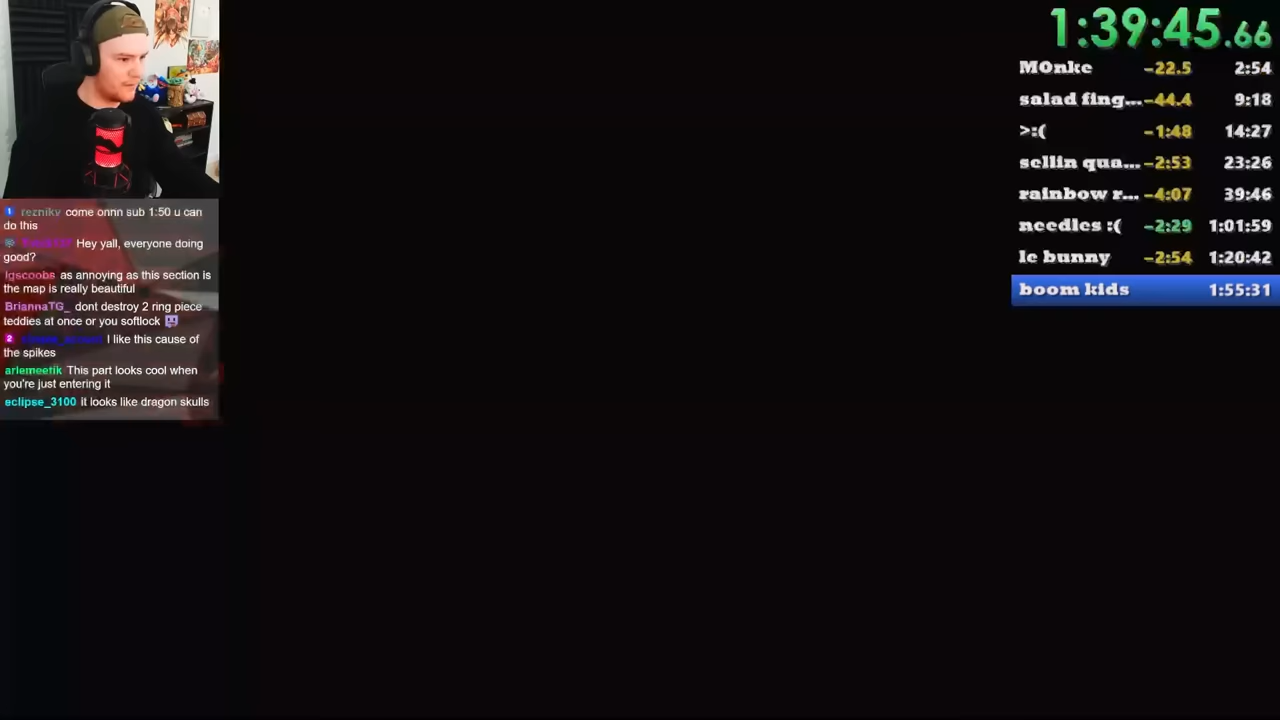 1:39:45.66
M0nke -22.5 2:54
salad fing... -44.4 9:18
>:( -1:48 14:27
sellin qua... -2:53 23:26
rainbow r... -4:07 39:46
needles :( -2:29 1:01:59
le bunny -2:54 1:20:42
boom kids 1:55:31
1 reznikv come onnn sub 1:50 u can
do this
Hey yall, everyone doing
good?
igscoobs as annoying as this section is
the map is really beautiful
BriannaTG_ dont destroy 2 ring piece
teddies at once or you softlock
2 I like this cause of
the spikes
arlemeetik This part looks cool when
you're just entering it
eclipse_3100 it looks like dragon skulls